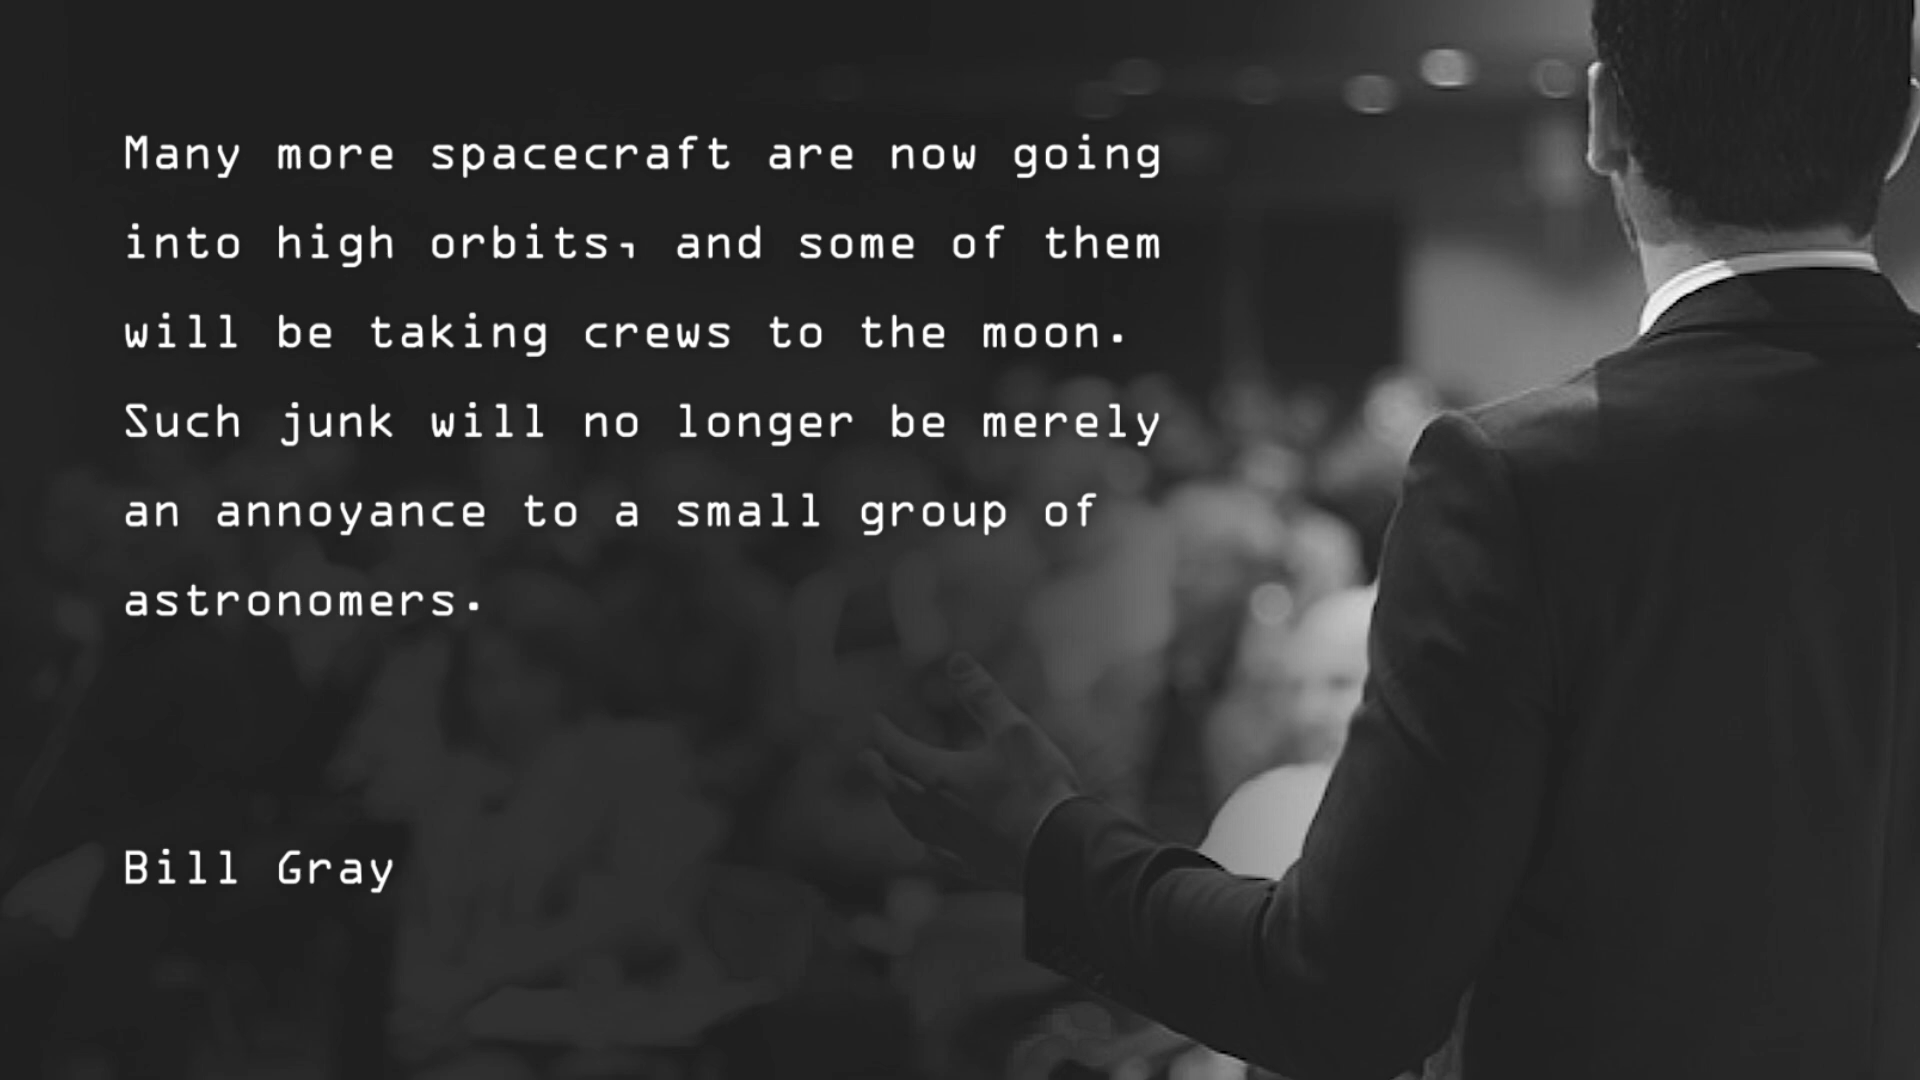 Many more spacecraft are now going
into high orbits, and some of them
will be taking crews to the moon.
Such junk will no longer be merely
an annoyance to a small group of
astronomers.
Bill Gray